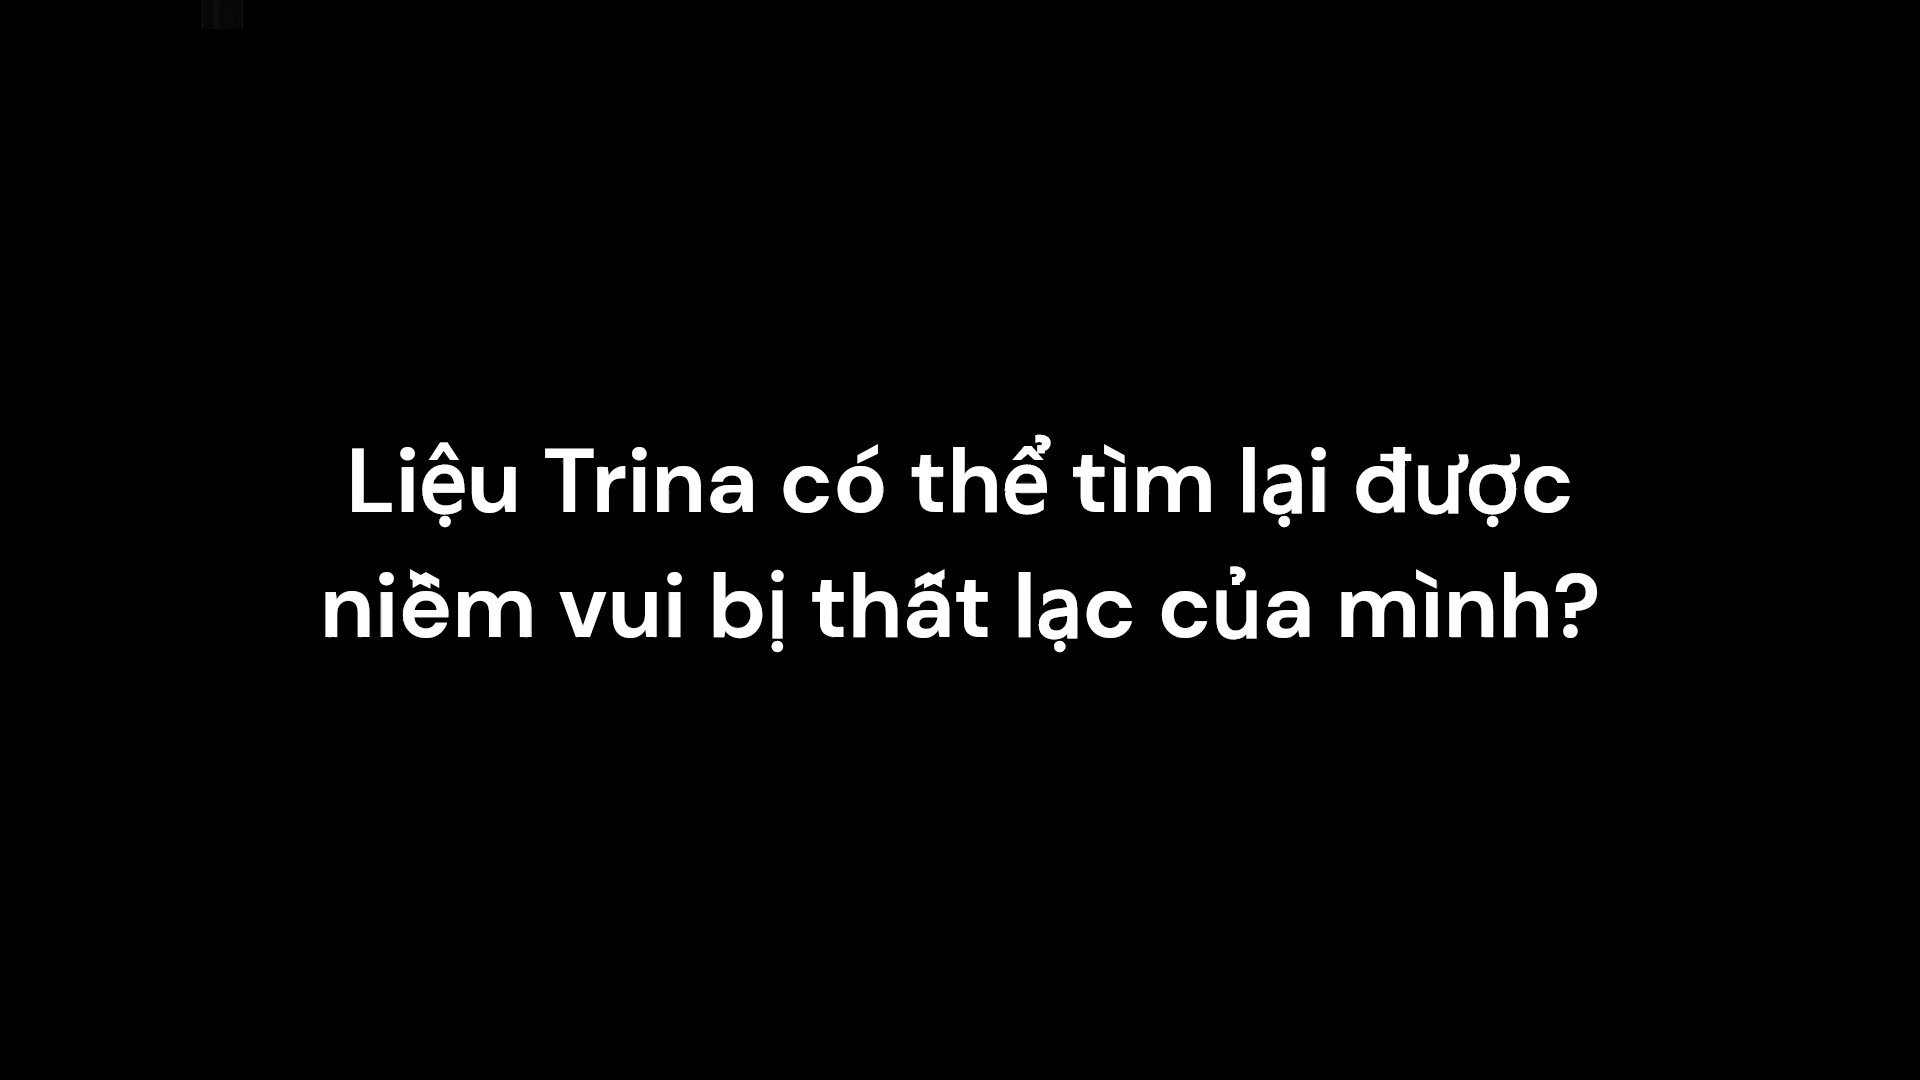 Liệu Trina có thể tìm lại được
niềm vui bị thất lạc của mình?